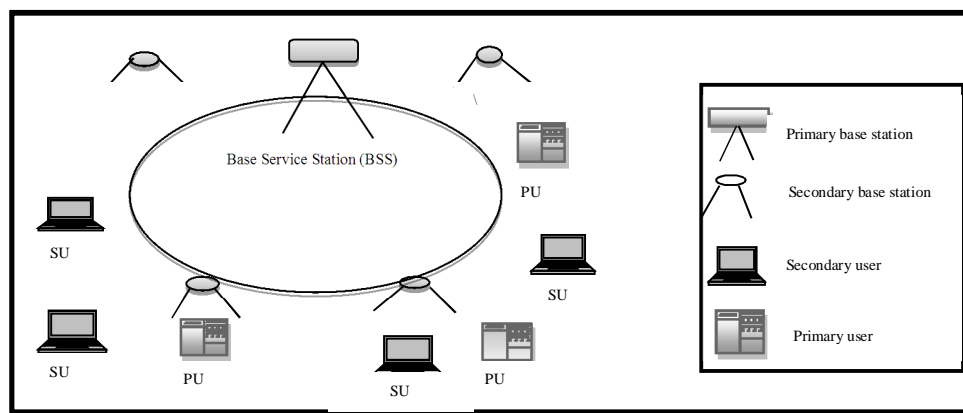 Base Service Station (BSS)
PU
SU
SU
SU
PU
SU
PU
Primary base station
Secondary base station
Secondary user
Primary user